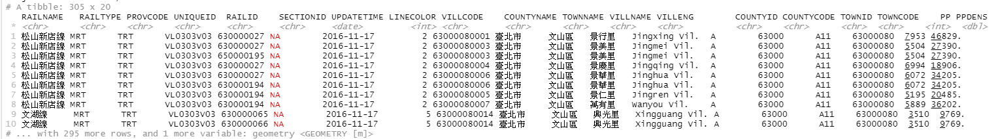 # A tibble: 305 x 20
RAILNAME RAILTYPE PROVCODE UNIQUEID RAILID SECTIONID UPDATETIME LINECOLOR VILLCODE COUNTYNAME TOWNNAME VILLNAME VILLENG COUNTYID COUNTYCODE TOWNID TOWNCODE PP PPDENS
* <chr> <chr> <chr> <chr> <chr> <chr> <date> <int> <chr> <chr> <chr> <chr> <chr> <chr> <chr> <chr> <chr> <int> <dbl>
1 松山新店線 MRT TRT VL0303V03 630000027 NA 2016-11-17 2 63000080001 臺北市 文山區 景行里 Jingxing Vil. A 63000 A11 63000080 7953 46829.
2 松山新店線 MRT TRT VL0303V03 630000027 NA 2016-11-17 2 63000080003 臺北市 文山區 景美里 Jingmei Vil. A 63000 A11 63000080 5504 27390.
3 松山新店線 MRT TRT VL0303V03 650000195 NA 2016-11-17 2 63000080003 臺北市 文山區 景美里 Jingmei Vil. A 63000 A11 63000080 5504 27390.
4 松山新店線 MRT TRT VL0303V03 630000027 NA 2016-11-17 2 63000080004 臺北市 文山區 景慶里 Jingqing Vil. A 63000 A11 63000080 6994 18906.
5 松山新店線 MRT TRT VL0303V03 630000027 NA 2016-11-17 2 63000080006 臺北市 文山區 景華里 Jinghua Vil. A 63000 A11 63000080 6072 34205.
6 松山新店線 MRT TRT VL0303V03 630000194 NA 2016-11-17 2 63000080006 臺北市 文山區 景華里 Jinghua Vil. A 63000 A11 63000080 6072 34205.
7 松山新店線 MRT TRT VL0303V03 630000194 NA 2016-11-17 2 63000080005 臺北市 文山區 景仁里 Jingren Vil. A 63000 A11 63000080 5195 20485.
8 松山新店線 MRT TRT VL0303V03 630000194 NA 2016-11-17 2 63000080007 臺北市 文山區 萬有里 Wanyou Vil. A 63000 A11 63000080 5889 36202.
9 文湖線 MRT TRT VL0303V03 630000065 NA 2016-11-17 5 63000080014 臺北市 文山區 興光里 Xingguang Vil. A 63000 A11 63000080 3510 9769.
10 文湖線 MRT TRT VL0303V03 630000066 NA 2016-11-17 5 63000080014 臺北市 文山區 興光里 Xingguang Vil. A 63000 A11 63000080 3510 9769.
# ... with 295 more rows, and 1 more variable: geometry <GEOMETRY [m]>